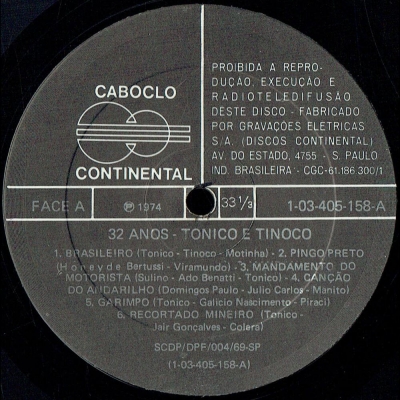 CABOCLO
CONTINENTAL
PROIBIDA A REPRO-
DUÇAO, EXECUÇÃO E
RADIOTELEDIFUSÃO
DESTE DISCO - FABRICADO
POR GRAVAÇÕES ELETRICAS
S/A. (DISCOS CONTINENTAL)
AV. DO ESTADO, 4755 - S. PAULO
IND. BRASILEIRA - CGC-61.186.300/1
FACE A
℗ 1974
33 1/3
1-03-405-158-A
32 ANOS - TONICO E TINOCO
1. BRASILEIRO (Tonico - Tinoco - Motinha) - 2. PINGO PRETO
(Honeyde Bertussi - Viramundo) - 3. MANDAMENTO DO
MOTORISTA (Sulino - Ado Benatti - Tonico) - 4. CANÇÃO
DO ANDARILHO (Domingos Paulo - Julio Carlos - Manito)
5. GARIMPO (Tonico - Galicio Nascimento - Piraci)
6. RECORTADO MINEIRO (Tonico -
Jair Gonçalves - Colera)
SCDP/DPF/004/69-SP
(1-03-405-158-A)